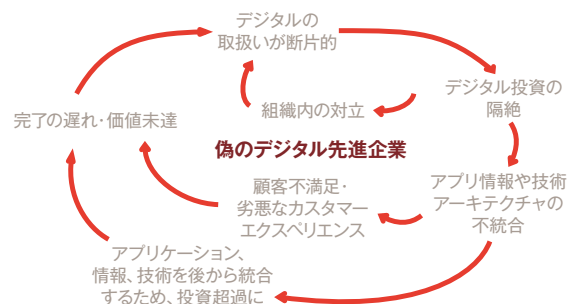 デジタルの
取扱いが断片的
デジタル投資の
隔絶
組織内の対立
完了の遅れ・価値未達
偽のデジタル先進企業
アプリ情報や技術
アーキテクチャの
不統合
顧客不満足・
劣悪なカスタマー
エクスペリエンス
アプリケーション、
情報、技術を後から統合
するため、投資超過に